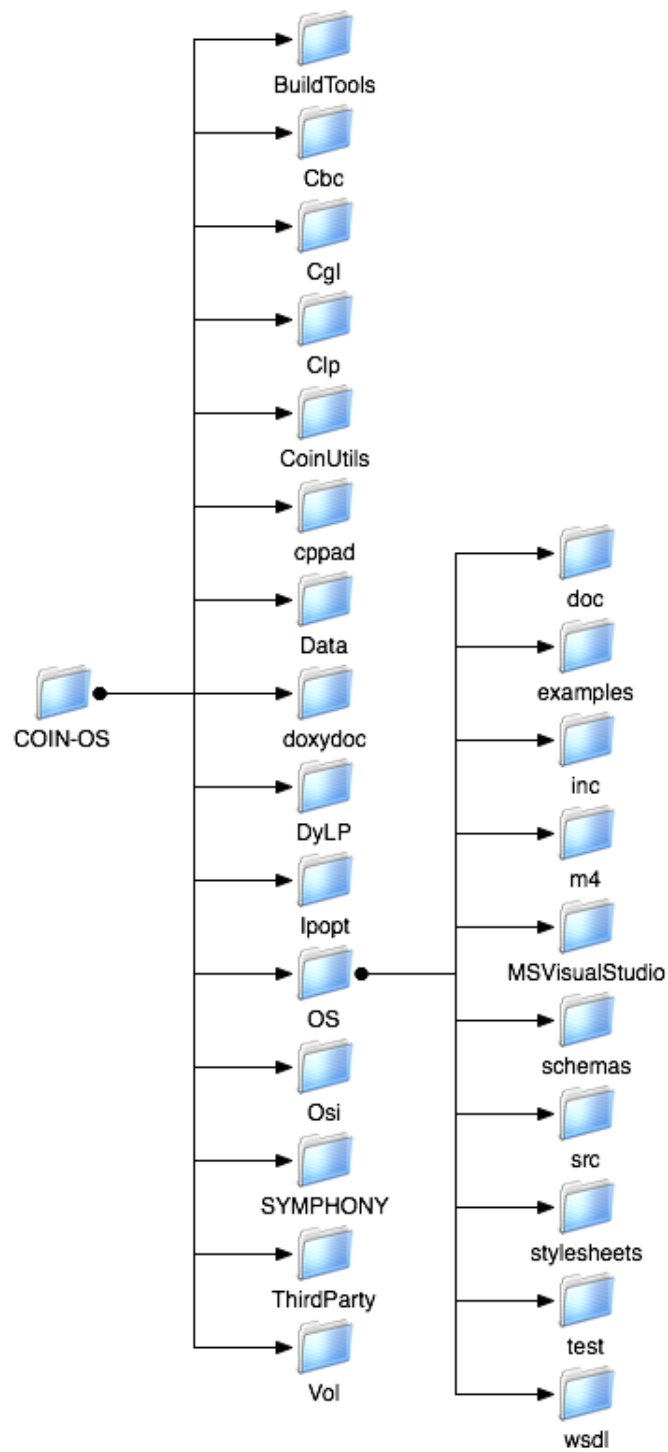 COIN-OS
BuildTools
Cbc
Cgl
Clp
CoinUtils
cppad
Data
doxydoc
DyLP
Ipopt
OS
Osi
SYMPHONY
ThirdParty
Vol
doc
examples
inc
m4
MSVisualStudio
schemas
src
stylesheets
test
wsdl